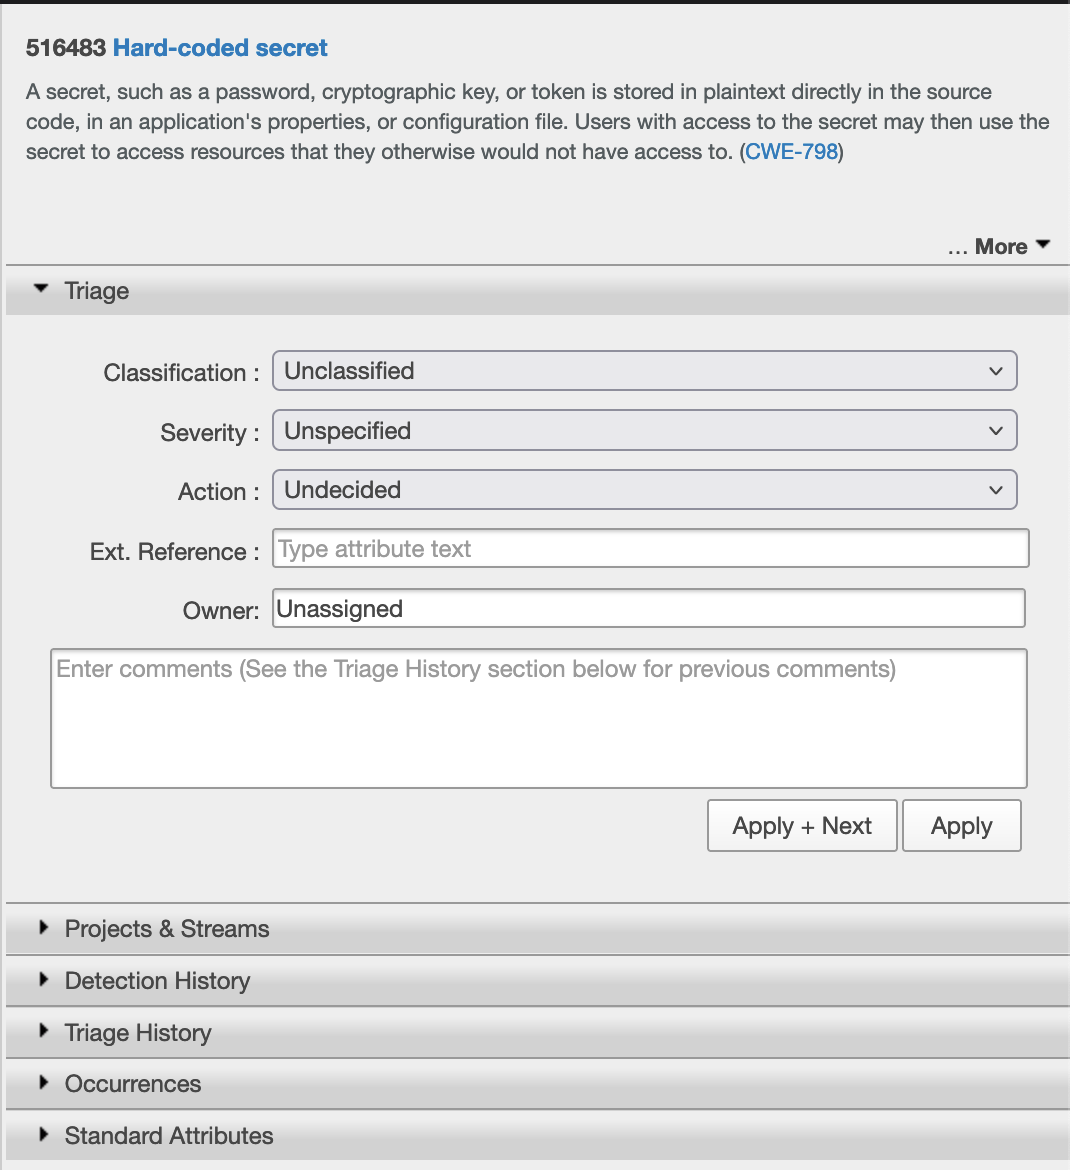 516483 Hard-coded secret
A secret, such as a password, cryptographic key, or token is stored in plaintext directly in the source
code, in an application's properties, or configuration file. Users with access to the secret may then use the
secret to access resources that they otherwise would not have access to. (CWE-798)
... More
Triage
Classification : Unclassified
Severity : Unspecified
Action : Undecided
Ext. Reference : Type attribute text
Owner: Unassigned
Enter comments (See the Triage History section below for previous comments)
Apply + Next Apply
Projects & Streams
Detection History
Triage History
Occurrences
Standard Attributes